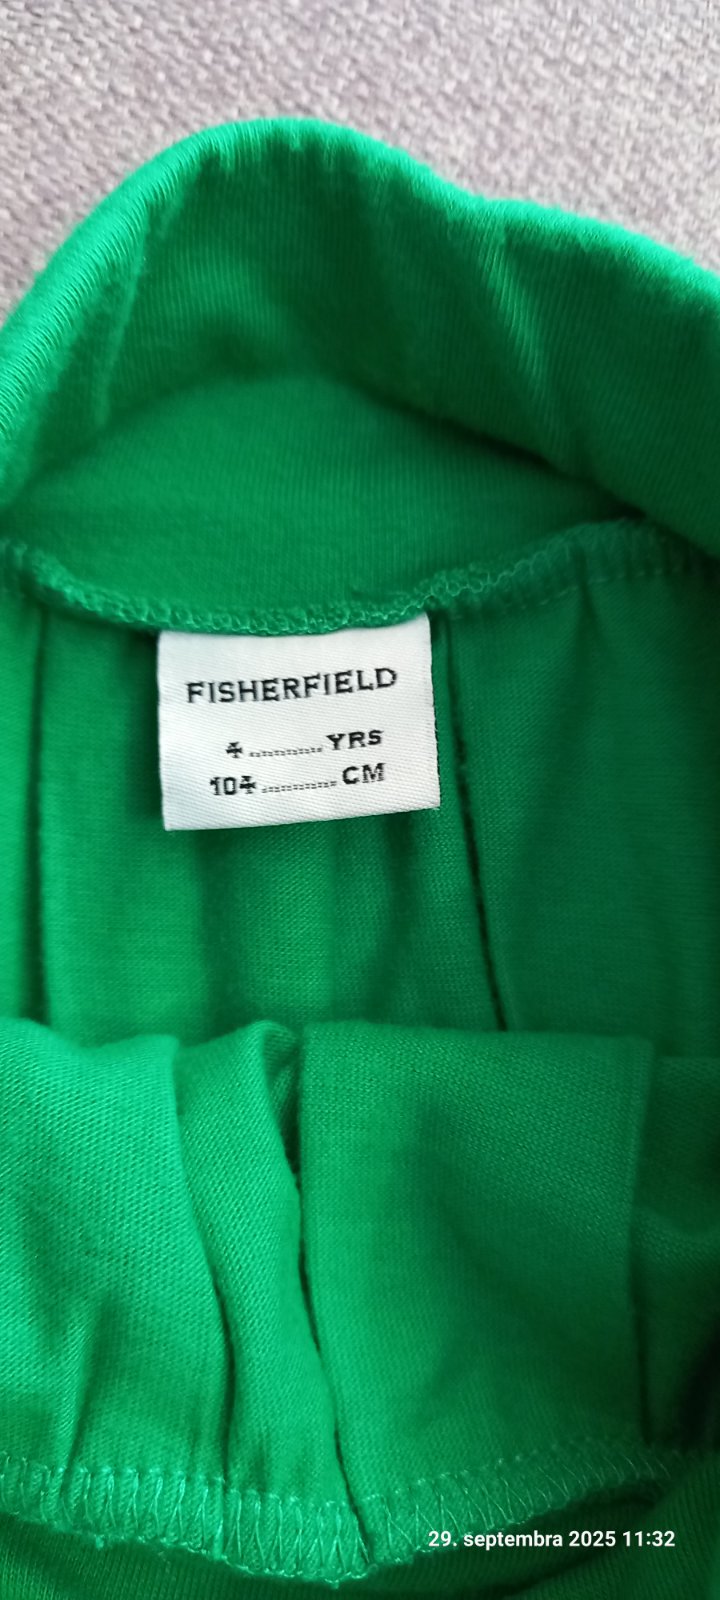 FISHERFIELD
4............YRS
104............CM
29. septembra 2025 11:32